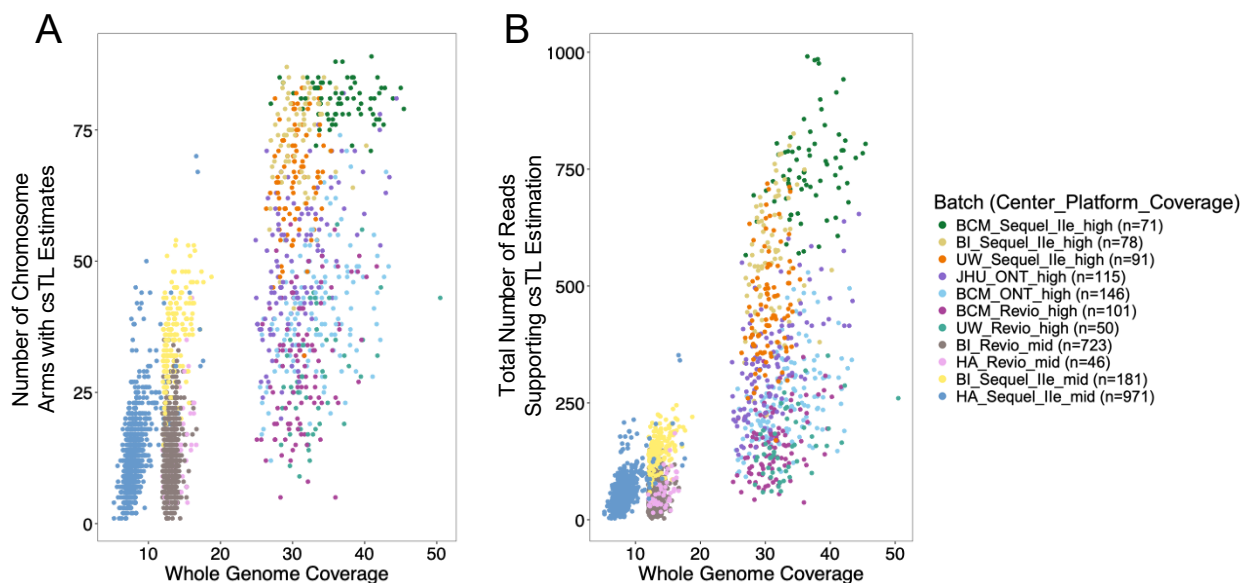 A
Number of Chromosome
Arms with csTL Estimates
75
50
25
0
10
20
30
40
50
Whole Genome Coverage
B
Total Number of Reads
Supporting csTL Estimation
1000
750
500
250
0
10
20
30
40
50
Whole Genome Coverage
Batch (Center_Platform_Coverage)
BCM_Sequel_IIe_high (n=71)
BI_Sequel_IIe_high (n=78)
UW_Sequel_IIe_high (n=91)
JHU_ONT_high (n=115)
BCM_ONT_high (n=146)
BCM_Revio_high (n=101)
UW_Revio_high (n=50)
BI_Revio_mid (n=723)
HA_Revio_mid (n=46)
BI_Sequel_IIe_mid (n=181)
HA_Sequel_IIe_mid (n=971)